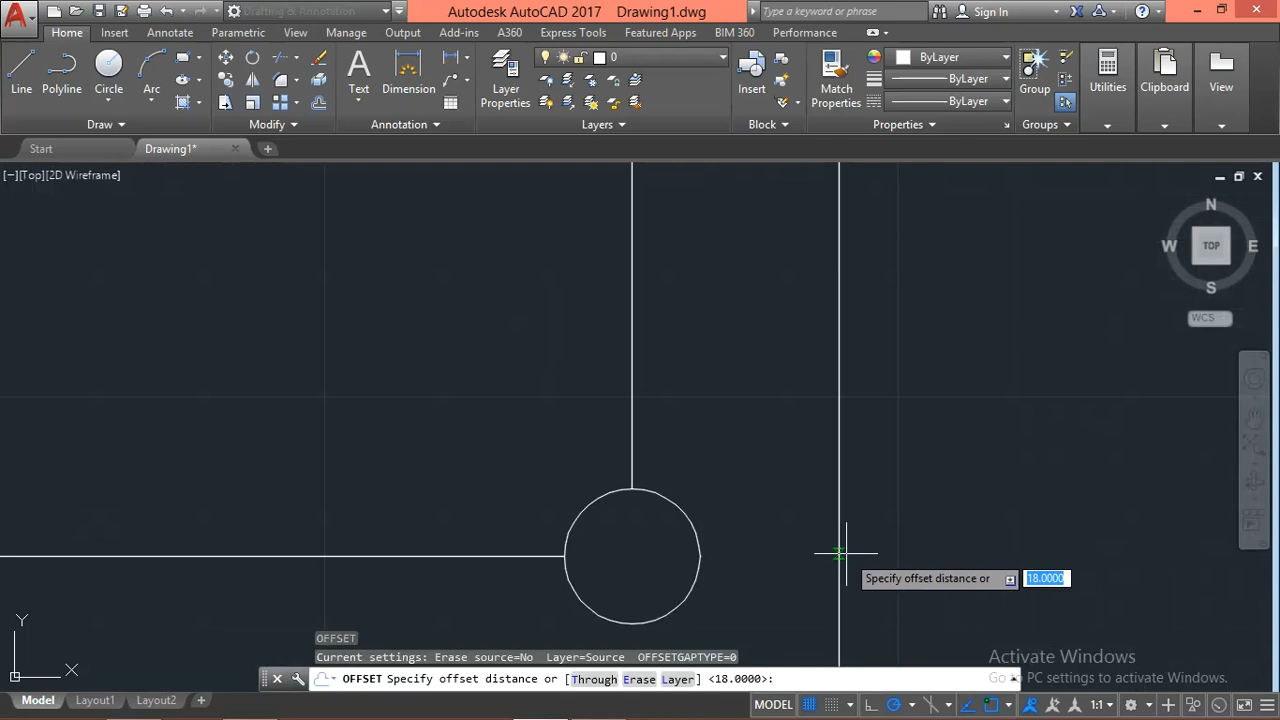 Drafting & Annotation
Autodesk AutoCAD 2017 Drawing1.dwg
Type a keyword or phrase
Sign In
Home Insert Annotate Parametric View Manage Output Add-ins A360 Express Tools Featured Apps BIM 360 Performance
0
ByLayer
ByLayer
ByLayer
Line Polyline Circle Arc
Text Dimension
Layer Properties
Insert
Match Properties
Group
Utilities
Clipboard
View
Draw Modify Annotation Layers Block Properties Groups
Start Drawing1*
[−][Top][2D Wireframe]
N
W TOP E
S
WCS
Specify offset distance or 18.0000
Y
X
OFFSET
Current settings: Erase source=No Layer=Source OFFSETGAPTYPE=0
OFFSET Specify offset distance or [Through Erase Layer] <18.0000>:
Activate Windows
Go to PC settings to activate Windows.
Model Layout1 Layout2 +
MODEL 1:1